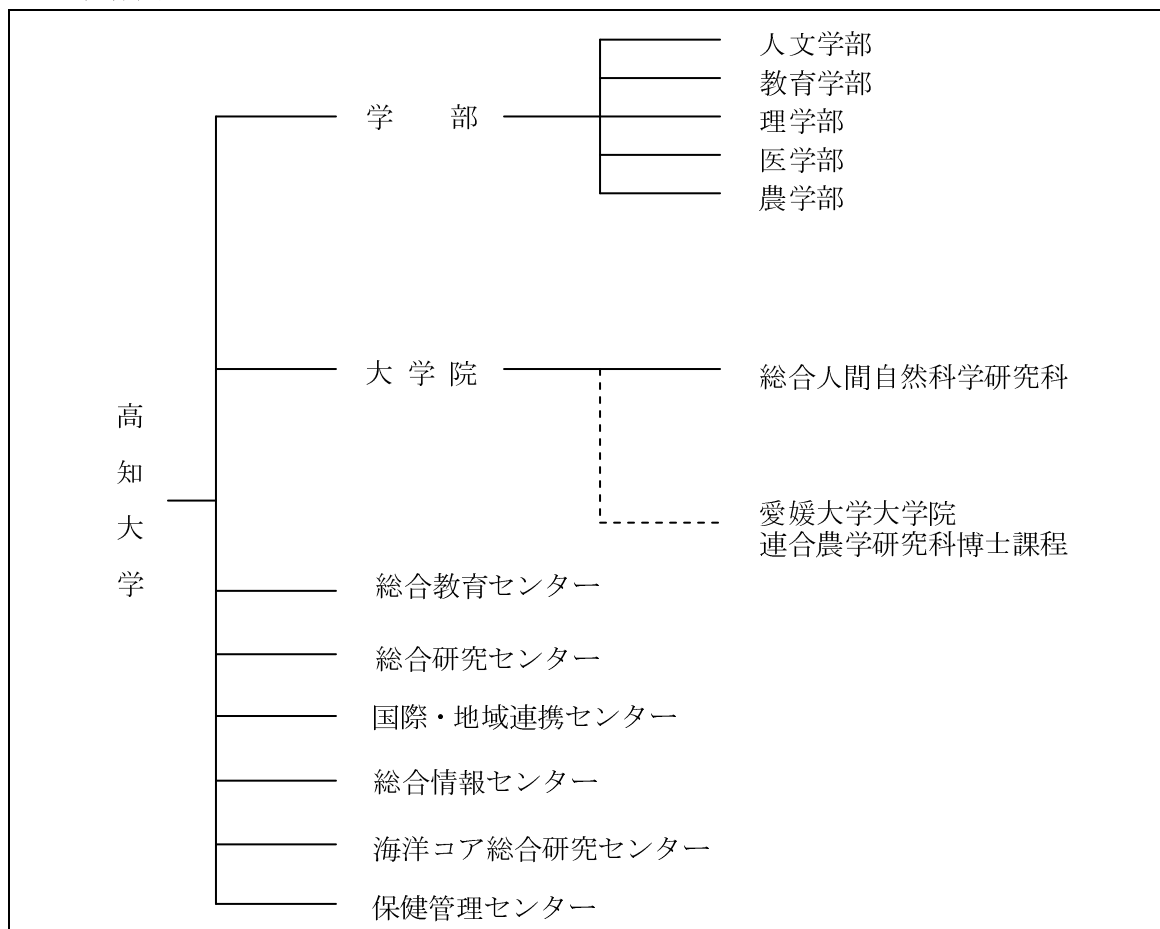 高知大学
学部
人文学部
教育学部
理学部
医学部
農学部
大学院
総合人間自然科学研究科
愛媛大学大学院
連合農学研究科博士課程
総合教育センター
総合研究センター
国際・地域連携センター
総合情報センター
海洋コア総合研究センター
保健管理センター